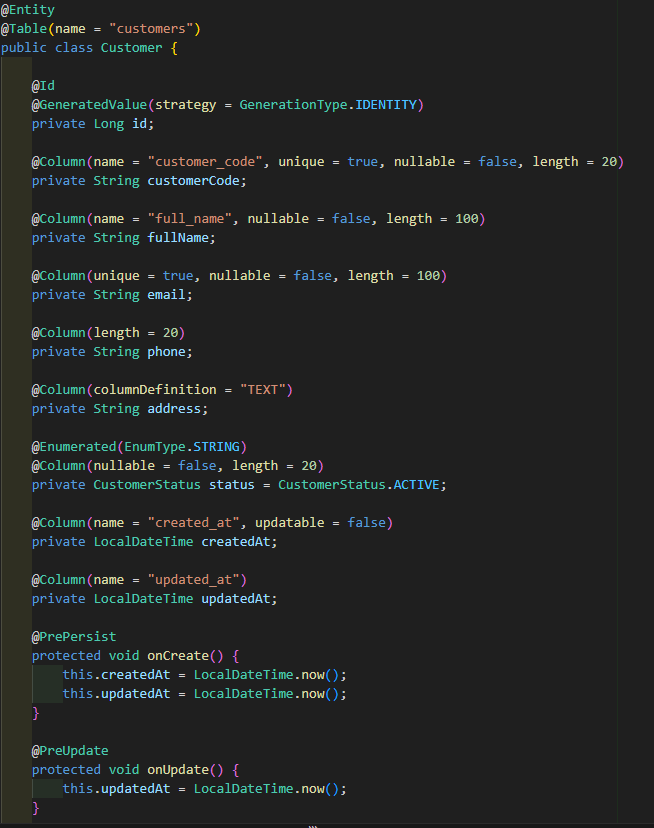 @Entity
@Table(name = "customers")
public class Customer {
@Id
@GeneratedValue(strategy = GenerationType.IDENTITY)
private Long id;
@Column(name = "customer_code", unique = true, nullable = false, length = 20)
private String customerCode;
@Column(name = "full_name", nullable = false, length = 100)
private String fullName;
@Column(unique = true, nullable = false, length = 100)
private String email;
@Column(length = 20)
private String phone;
@Column(columnDefinition = "TEXT")
private String address;
@Enumerated(EnumType.STRING)
@Column(nullable = false, length = 20)
private CustomerStatus status = CustomerStatus.ACTIVE;
@Column(name = "created_at", updatable = false)
private LocalDateTime createdAt;
@Column(name = "updated_at")
private LocalDateTime updatedAt;
@PrePersist
protected void onCreate() {
this.createdAt = LocalDateTime.now();
this.updatedAt = LocalDateTime.now();
}
@PreUpdate
protected void onUpdate() {
this.updatedAt = LocalDateTime.now();
}